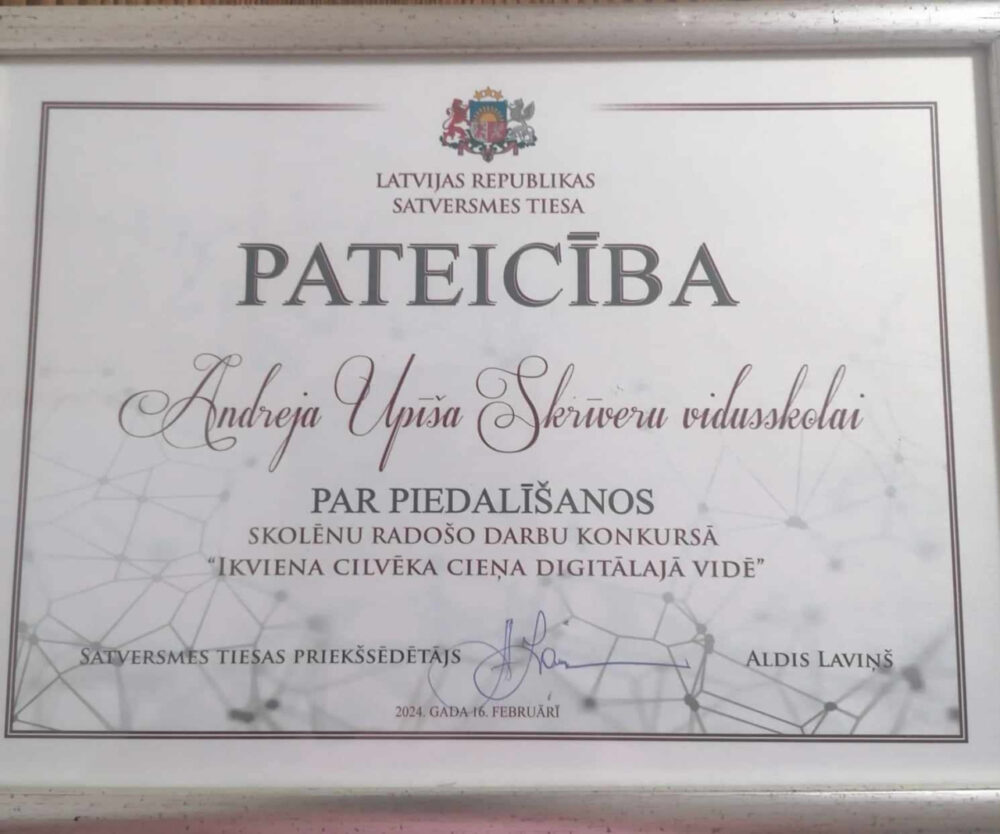 LATVIJAS REPUBLIKAS
SATVERSMES TIESA
PATEICĪBA
Andreja Upīša Skrīveru vidusskolai
PAR PIEDALĪŠANOS
SKOLĒNU RADOŠO DARBU KONKURSĀ
“IKVIENA CILVĒKA CIEŅA DIGITĀLAJĀ VIDĒ”
SATVERSMES TIESAS PRIEKŠSĒDĒTĀJS ALDIS LAVIŅŠ
2024. GADA 16. FEBRUĀRĪ